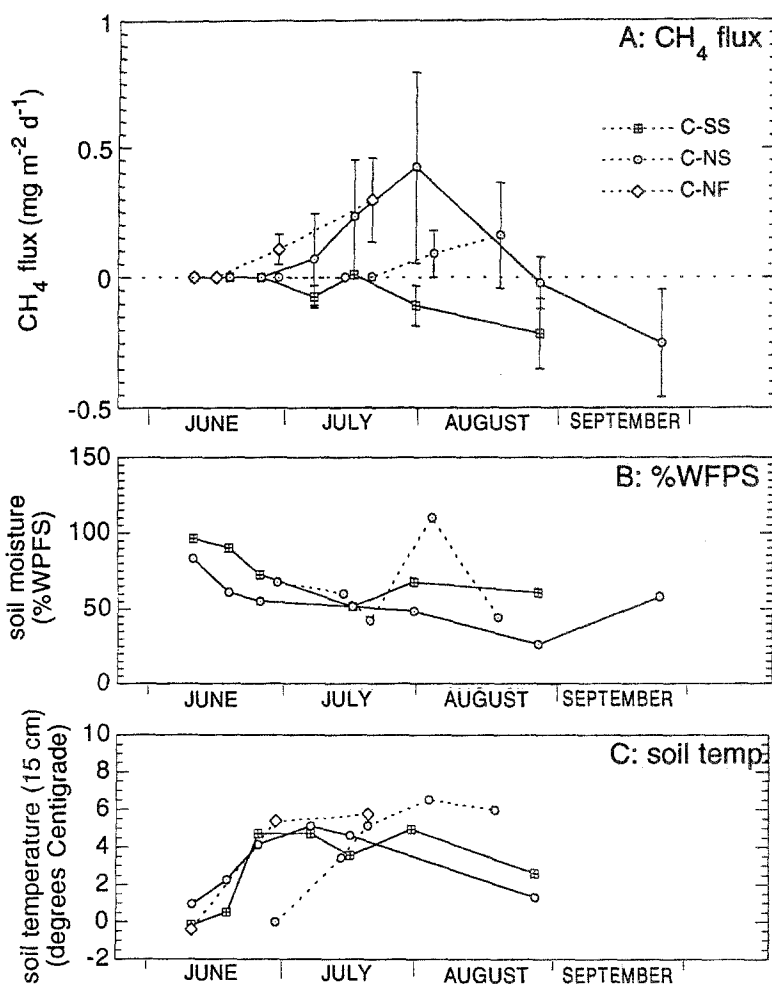 A: CH4 flux
1
0.5
0
-0.5
CH4 flux (mg m-2 d-1)
C-SS
C-NS
C-NF
JUNE JULY AUGUST SEPTEMBER
B: %WFPS
150
100
50
0
soil moisture
(%WPFS)
JUNE JULY AUGUST SEPTEMBER
C: soil temp.
10
8
6
4
2
0
-2
soil temperature (15 cm)
(degrees Centigrade)
JUNE JULY AUGUST SEPTEMBER